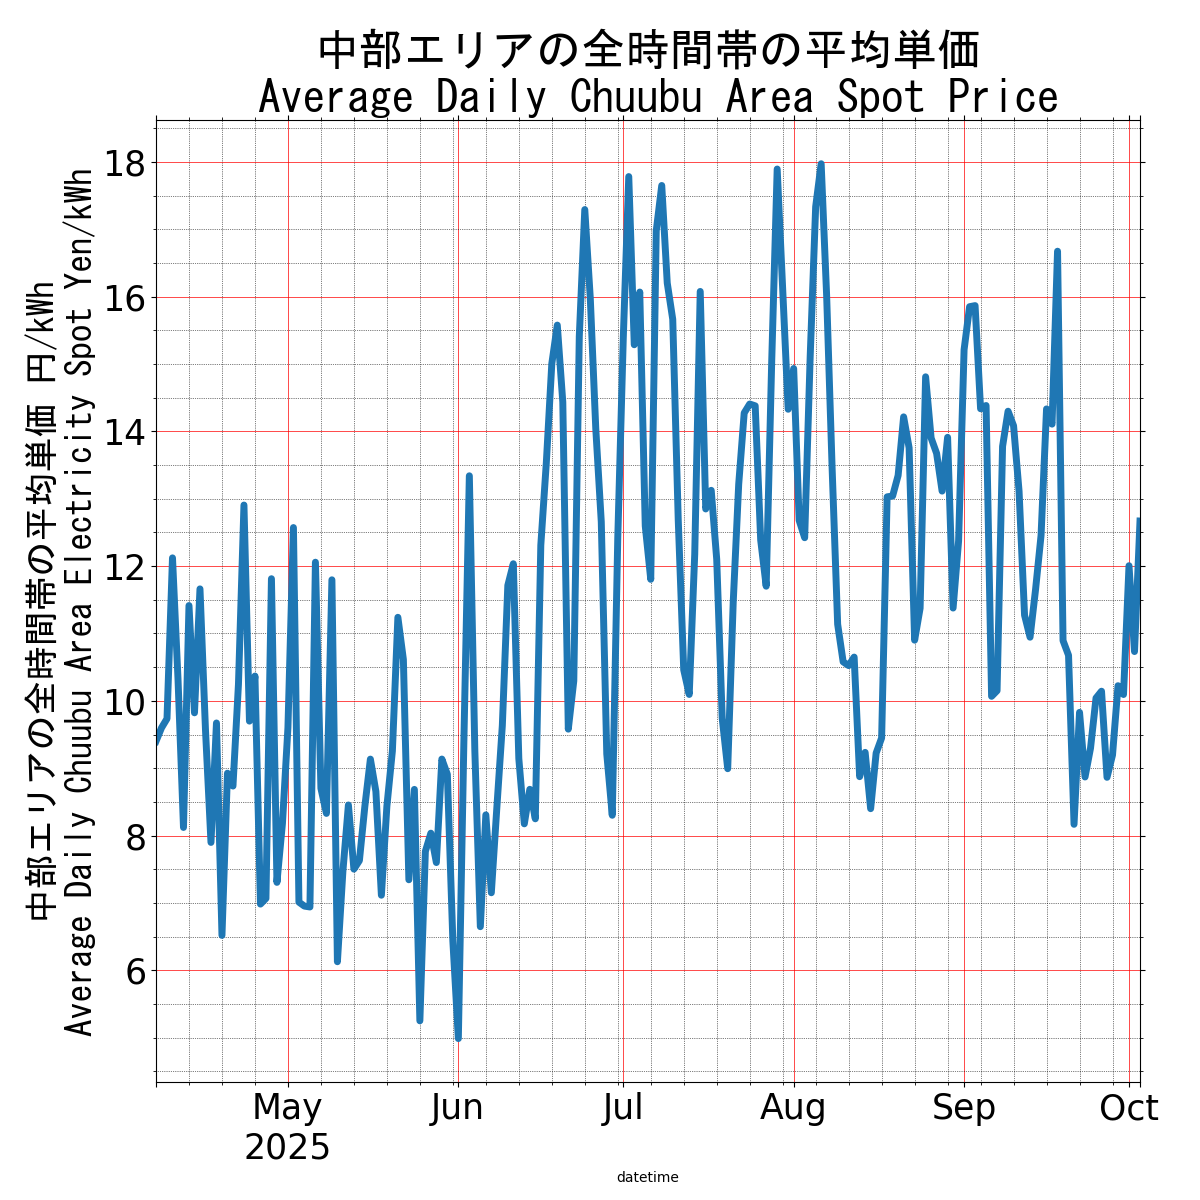 中部エリアの全時間帯の平均単価
Average Daily Chuubu Area Spot Price
中部エリアの全時間帯の平均単価 円/kWh
Average Daily Chuubu Area Electricity Spot Yen/kWh
18
16
14
12
10
8
6
May
2025
Jun
Jul
Aug
Sep
Oct
datetime